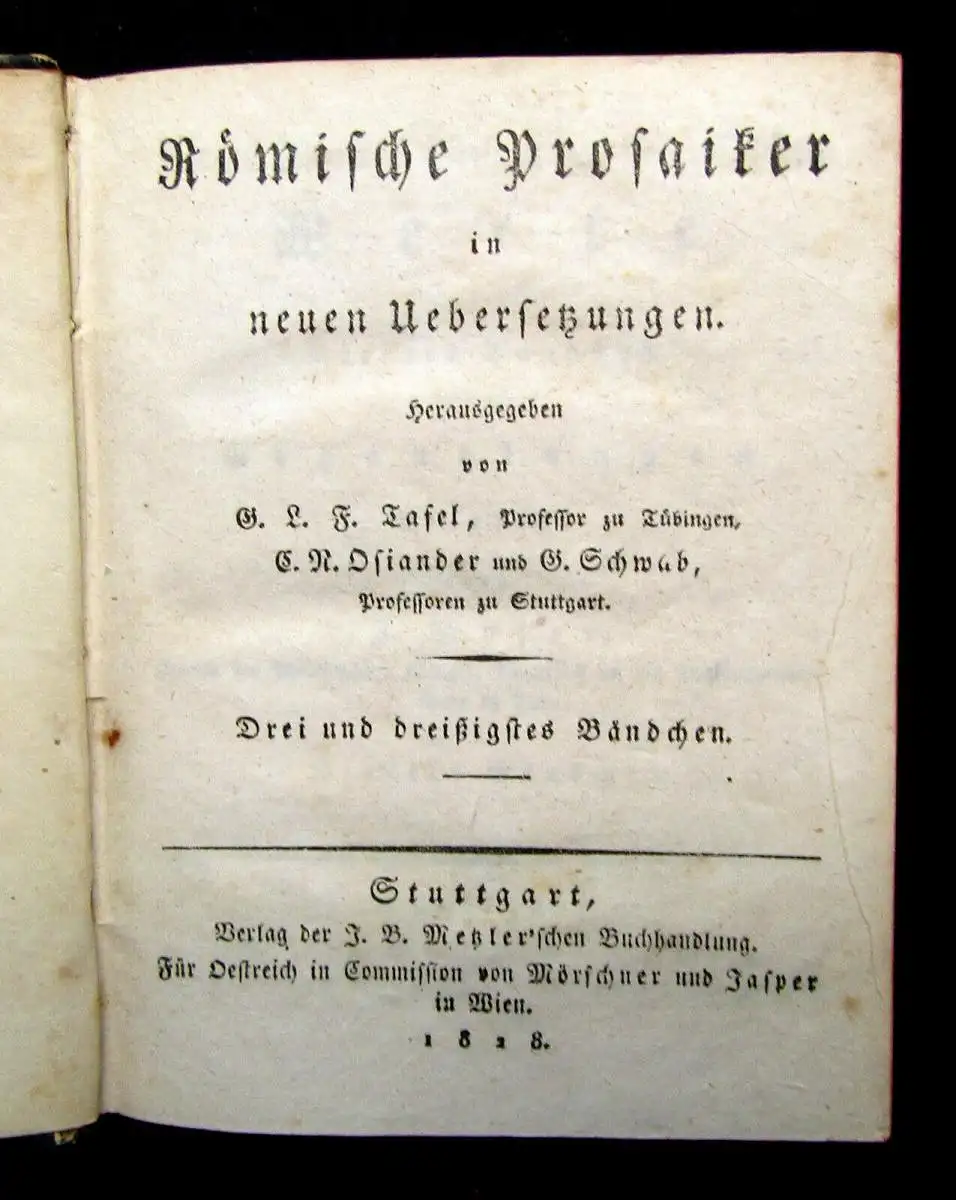 Römische Prosaiker
in
neuen Uebersetzungen.
Herausgegeben
von
G. L. F. Tafel, Professor zu Tübingen,
C. N. Osiander und G. Schwab,
Professoren zu Stuttgart.
Drei und dreißigstes Bändchen.
Stuttgart,
Verlag der J. B. Metzler'schen Buchhandlung.
Für Oestreich in Commission von Mörschner und Jasper
in Wien.
1828.